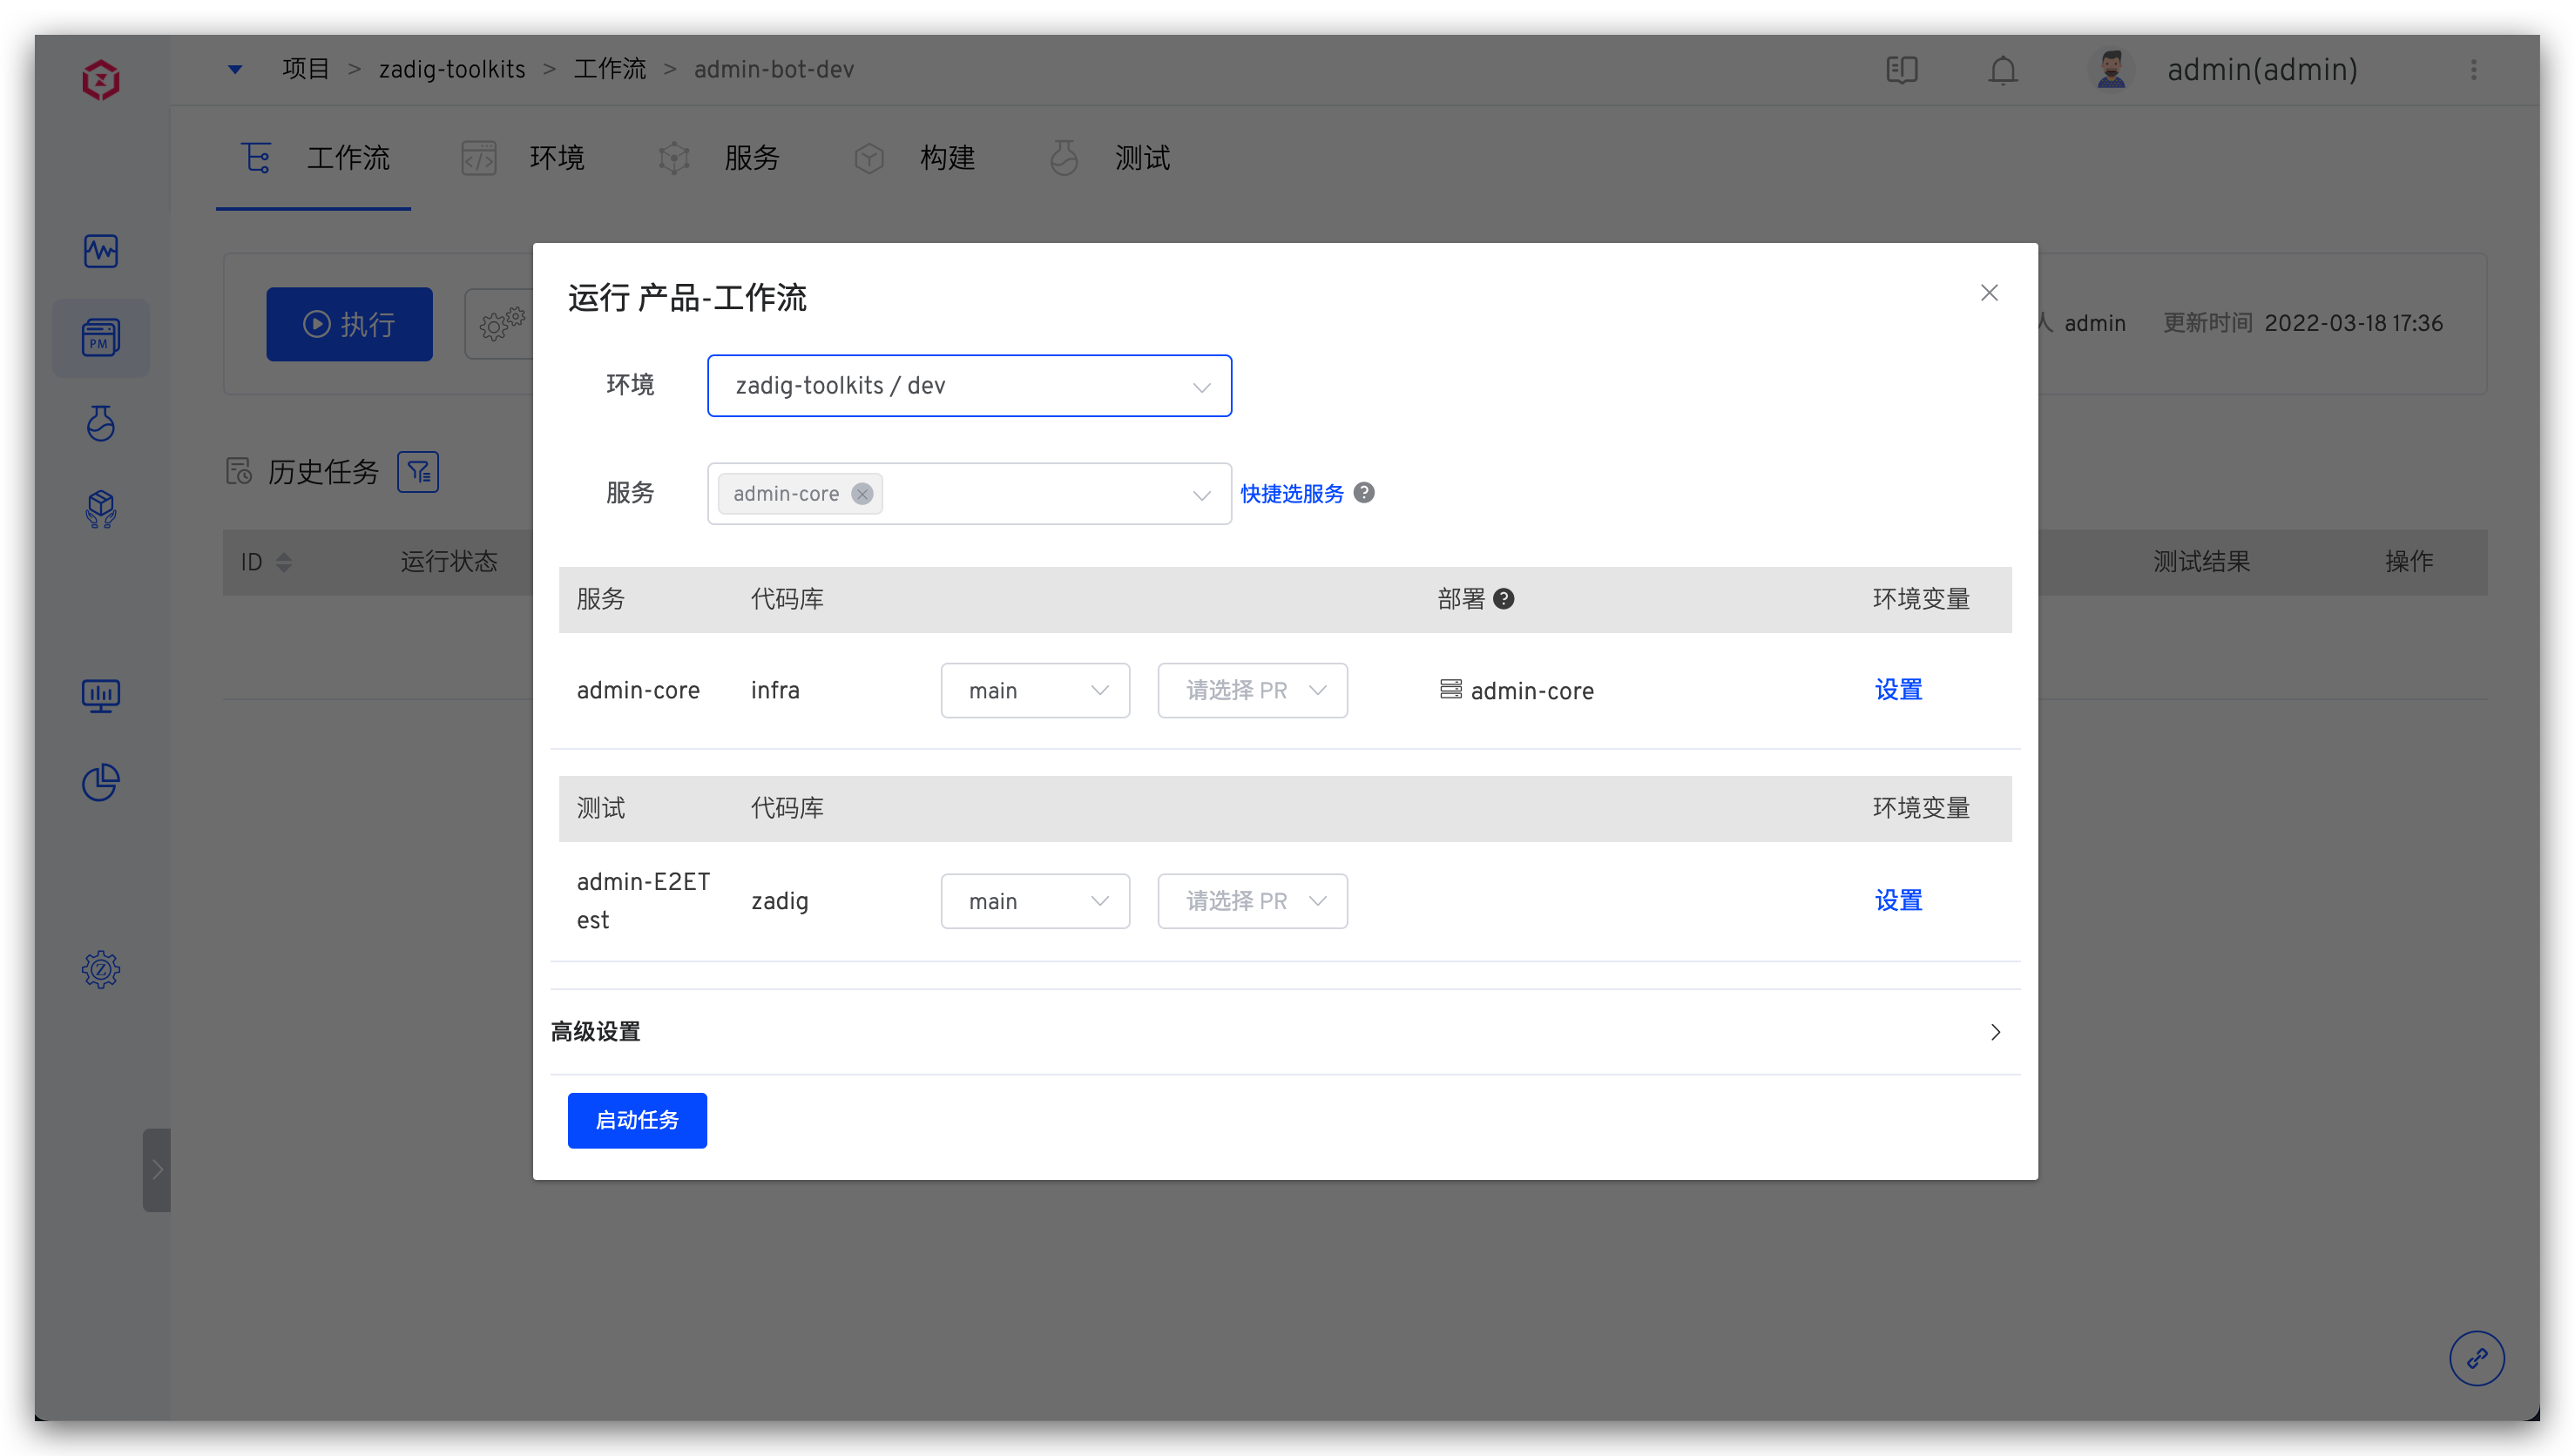 项目 > zadig-toolkits > 工作流 > admin-bot-dev
admin(admin)
工作流 环境 服务 构建 测试
执行
admin 更新时间 2022-03-18 17:36
历史任务
ID 运行状态 测试结果 操作
PM
运行 产品-工作流
环境 zadig-toolkits / dev
服务 admin-core 快捷选服务 ?
服务 代码库 部署 ? 环境变量
admin-core infra main 请选择 PR admin-core 设置
测试 代码库 环境变量
admin-E2ET
est
zadig main 请选择 PR 设置
高级设置
启动任务